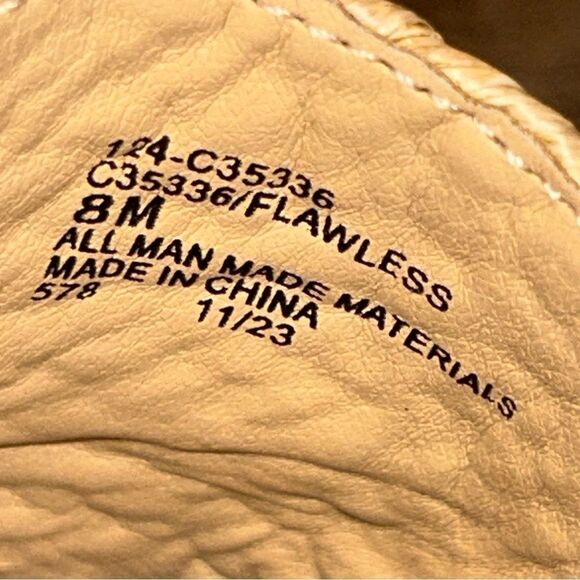 124-C35336
C35336/FLAWLESS
8M
ALL MAN MADE MATERIALS
MADE IN CHINA
578 11/23